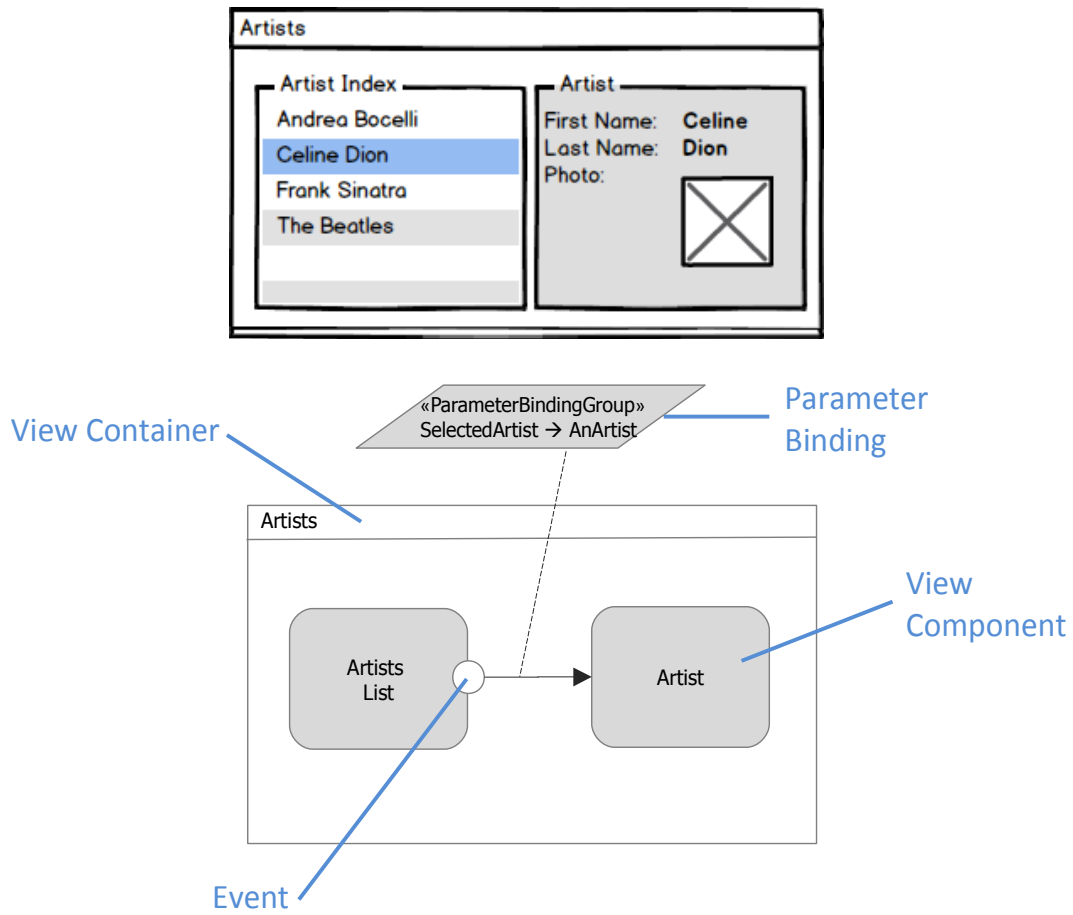 Artists
Artist Index
Andrea Bocelli
Celine Dion
Frank Sinatra
The Beatles
Artist
First Name: Celine
Last Name: Dion
Photo:
«ParameterBindingGroup»
SelectedArtist → AnArtist
Parameter
Binding
View Container
Artists
View
Component
Artists
List
Artist
Event